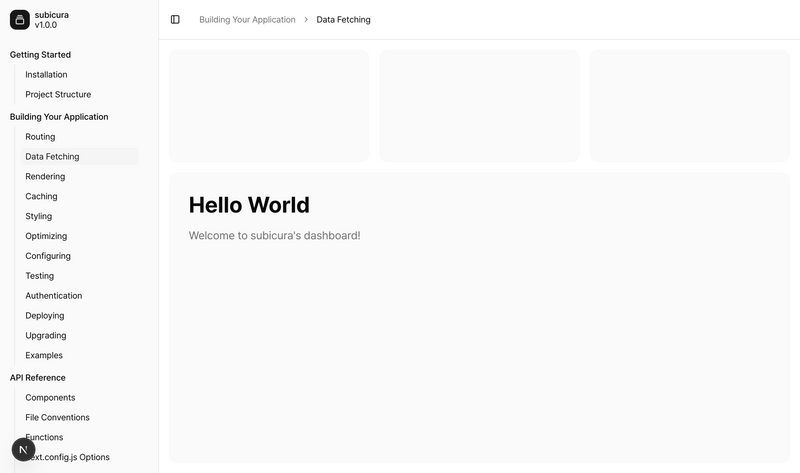 subicura
v1.0.0
Getting Started
Installation
Project Structure
Building Your Application
Routing
Data Fetching
Rendering
Caching
Styling
Optimizing
Configuring
Testing
Authentication
Deploying
Upgrading
Examples
API Reference
Components
File Conventions
Functions
ext.config.js Options
N
Building Your Application > Data Fetching
Hello World
Welcome to subicura's dashboard!